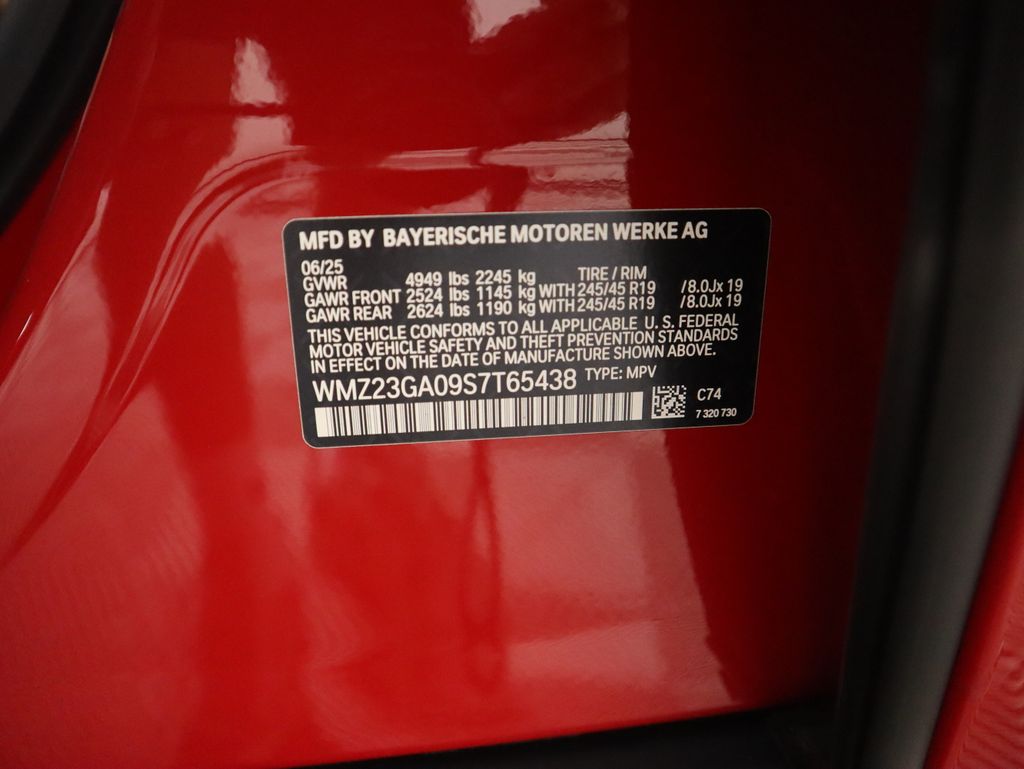 MFD BY BAYERISCHE MOTOREN WERKE AG
06/25
GVWR 4949 lbs 2245 kg TIRE / RIM
GAWR FRONT 2524 lbs 1145 kg WITH 245/45 R19 /8.0Jx 19
GAWR REAR 2624 lbs 1190 kg WITH 245/45 R19 /8.0Jx 19
THIS VEHICLE CONFORMS TO ALL APPLICABLE U. S. FEDERAL
MOTOR VEHICLE SAFETY AND THEFT PREVENTION STANDARDS
IN EFFECT ON THE DATE OF MANUFACTURE SHOWN ABOVE.
WMZ23GA09S7T65438 TYPE: MPV
C74
7 320 730